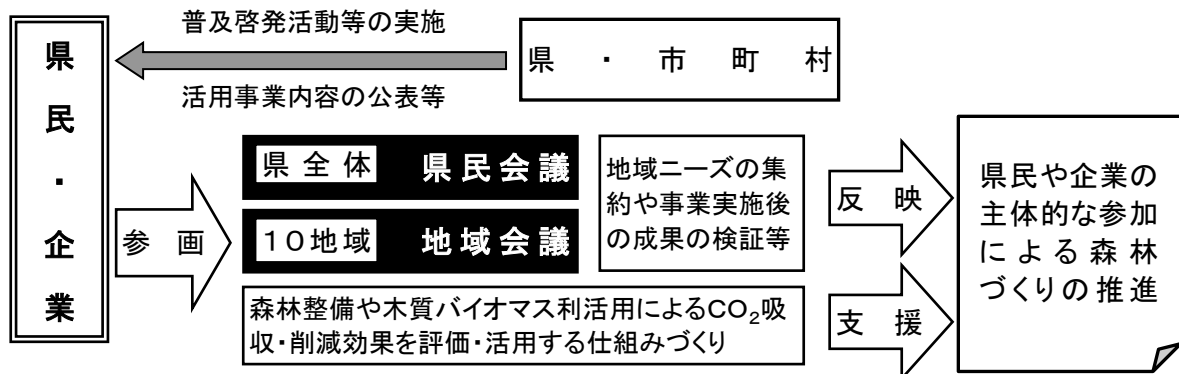 県民・企業
普及啓発活動等の実施
活用事業内容の公表等
県・市町村
参画
県全体 県民会議
10地域 地域会議
地域ニーズの集
約や事業実施後
の成果の検証等
森林整備や木質バイオマス利活用によるCO₂吸
収・削減効果を評価・活用する仕組みづくり
反映
支援
県民や企業の
主体的な参加
による森林
づくりの推進